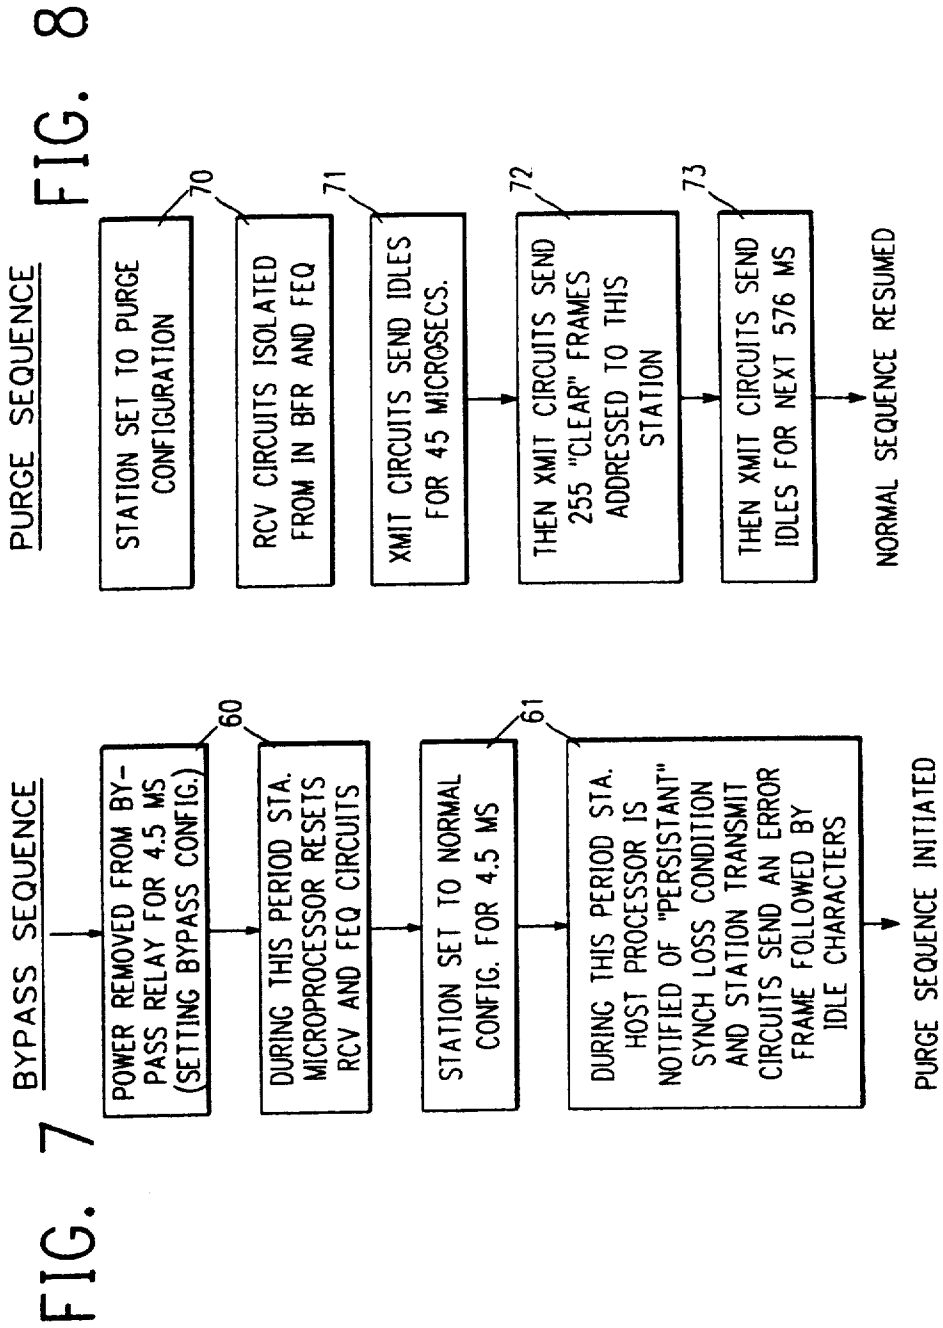 FIG. 7
BYPASS SEQUENCE
POWER REMOVED FROM BY-
PASS RELAY FOR 4.5 MS
(SETTING BYPASS CONFIG.)
60
DURING THIS PERIOD STA.
MICROPROCESSOR RESETS
RCV AND FEQ CIRCUITS
STATION SET TO NORMAL
CONFIG. FOR 4.5 MS
61
DURING THIS PERIOD STA.
HOST PROCESSOR IS
NOTIFIED OF "PERSISTANT"
SYNCH LOSS CONDITION
AND STATION TRANSMIT
CIRCUITS SEND AN ERROR
FRAME FOLLOWED BY
IDLE CHARACTERS
PURGE SEQUENCE INITIATED
FIG. 8
PURGE SEQUENCE
STATION SET TO PURGE
CONFIGURATION
70
RCV CIRCUITS ISOLATED
FROM IN BFR AND FEQ
71
XMIT CIRCUITS SEND IDLES
FOR 45 MICROSECS.
72
THEN XMIT CIRCUITS SEND
255 "CLEAR" FRAMES
ADDRESSED TO THIS
STATION
73
THEN XMIT CIRCUITS SEND
IDLES FOR NEXT 576 MS
NORMAL SEQUENCE RESUMED